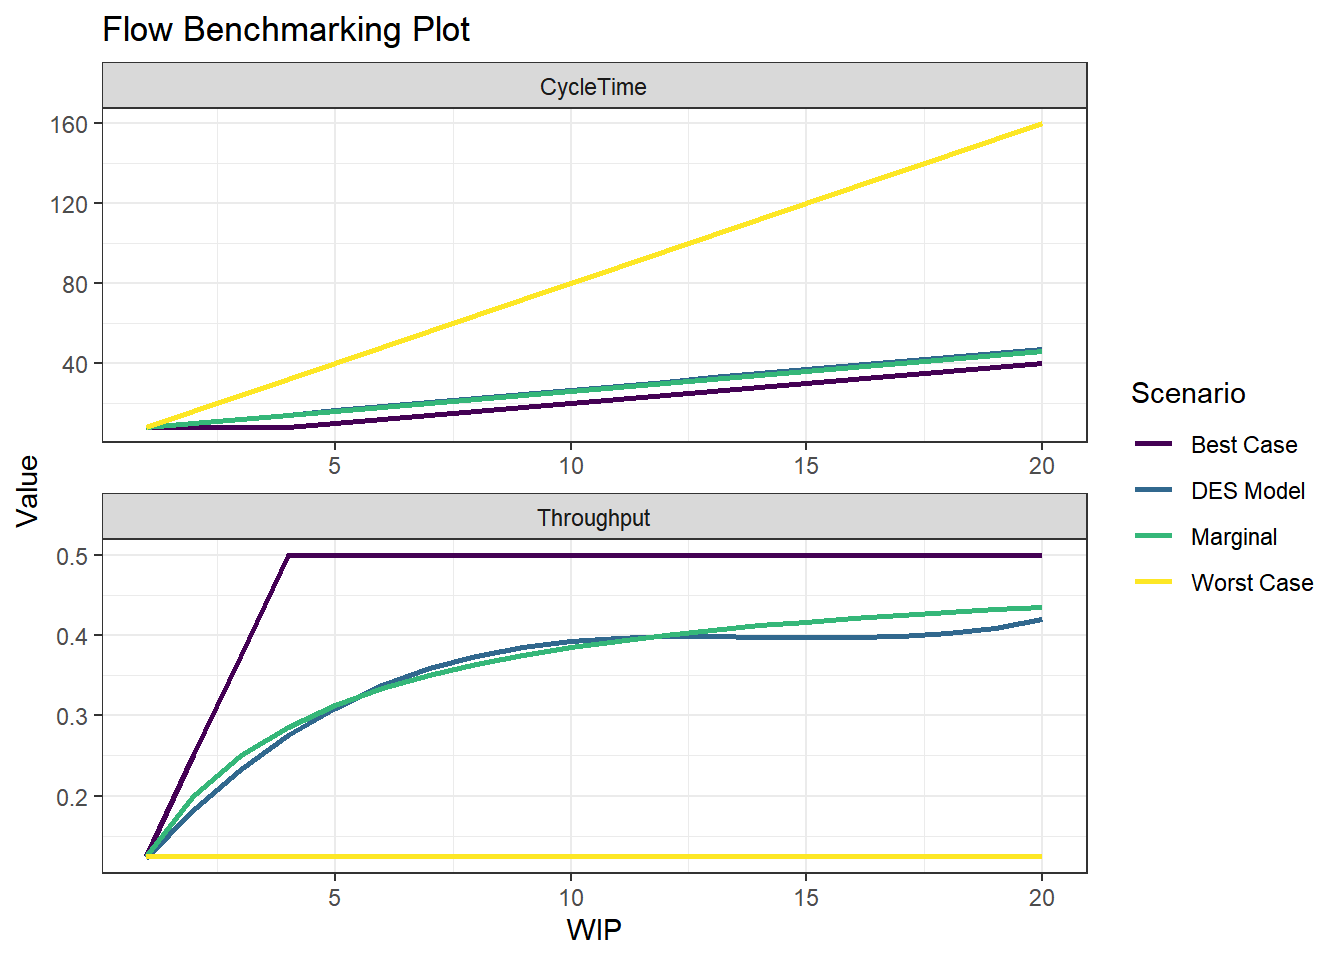 Flow Benchmarking Plot
CycleTime
160
120
80
40
5 10 15 20
Value
Throughput
0.5
0.4
0.3
0.2
5 10 15 20
WIP
Scenario
Best Case
DES Model
Marginal
Worst Case